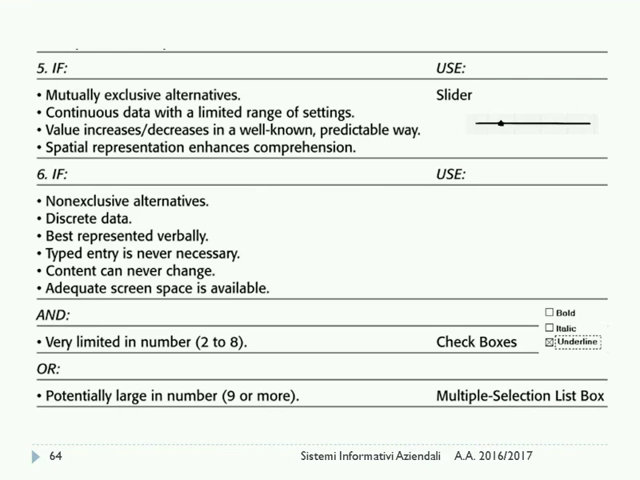 5. IF: USE:
• Mutually exclusive alternatives. Slider
• Continuous data with a limited range of settings.
• Value increases/decreases in a well-known, predictable way.
• Spatial representation enhances comprehension.
6. IF: USE:
• Nonexclusive alternatives.
• Discrete data.
• Best represented verbally.
• Typed entry is never necessary.
• Content can never change.
• Adequate screen space is available.
AND:
Bold
Italic
• Very limited in number (2 to 8). Check Boxes
Underline
OR:
• Potentially large in number (9 or more). Multiple-Selection List Box
64 Sistemi Informativi Aziendali A.A. 2016/2017